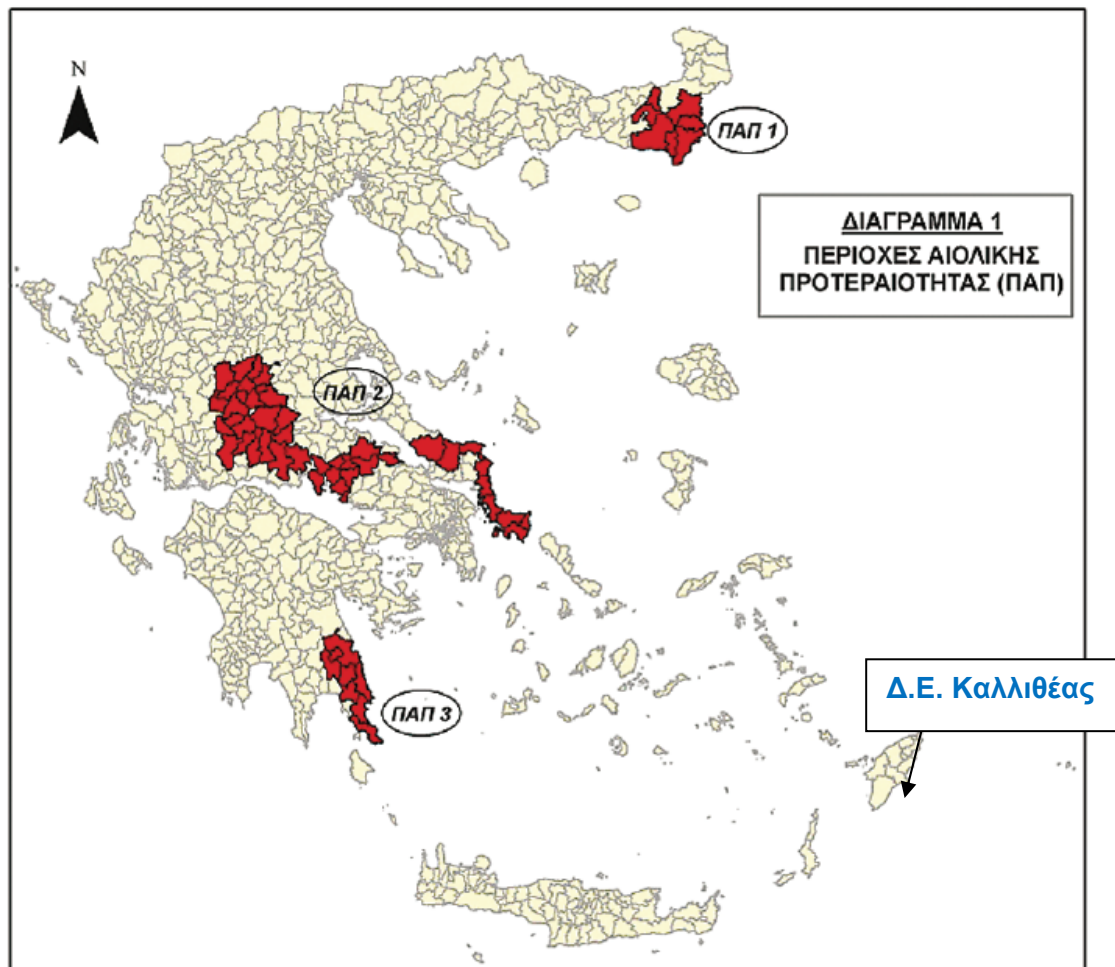 N
ΠΑΠ 1
ΔΙΑΓΡΑΜΜΑ 1
ΠΕΡΙΟΧΕΣ ΑΙΟΛΙΚΗΣ
ΠΡΟΤΕΡΑΙΟΤΗΤΑΣ (ΠΑΠ)
ΠΑΠ 2
Δ.Ε. Καλλιθέας
ΠΑΠ 3